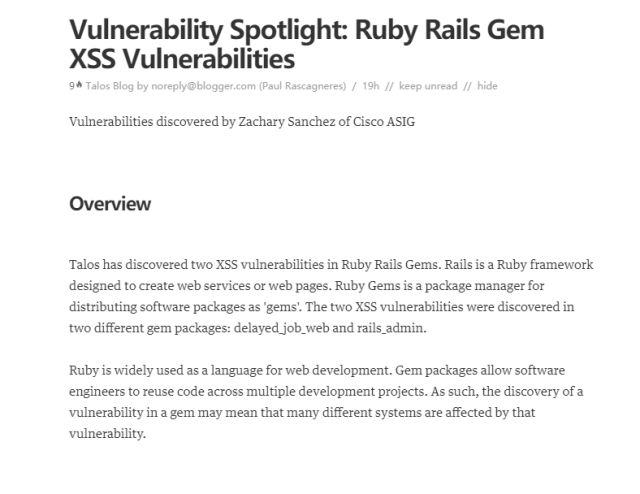 Vulnerability Spotlight: Ruby Rails Gem
XSS Vulnerabilities
9 Talos Blog by noreply@blogger.com (Paul Rascagneres) / 19h // keep unread // hide
Vulnerabilities discovered by Zachary Sanchez of Cisco ASIG
Overview
Talos has discovered two XSS vulnerabilities in Ruby Rails Gems. Rails is a Ruby framework
designed to create web services or web pages. Ruby Gems is a package manager for
distributing software packages as 'gems'. The two XSS vulnerabilities were discovered in
two different gem packages: delayed_job_web and rails_admin.
Ruby is widely used as a language for web development. Gem packages allow software
engineers to reuse code across multiple development projects. As such, the discovery of a
vulnerability in a gem may mean that many different systems are affected by that
vulnerability.